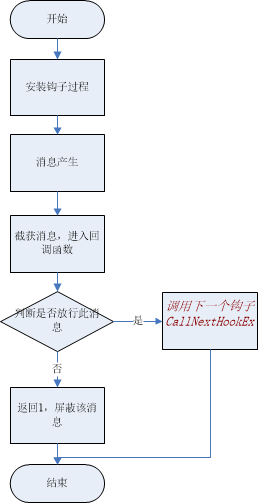 开始
安装钩子过程
消息产生
截获消息，进入回
调函数
判断是否放行此消
息
是
调用下一个钩子
CallNextHookEx
否
返回1，屏蔽该消
息
结束